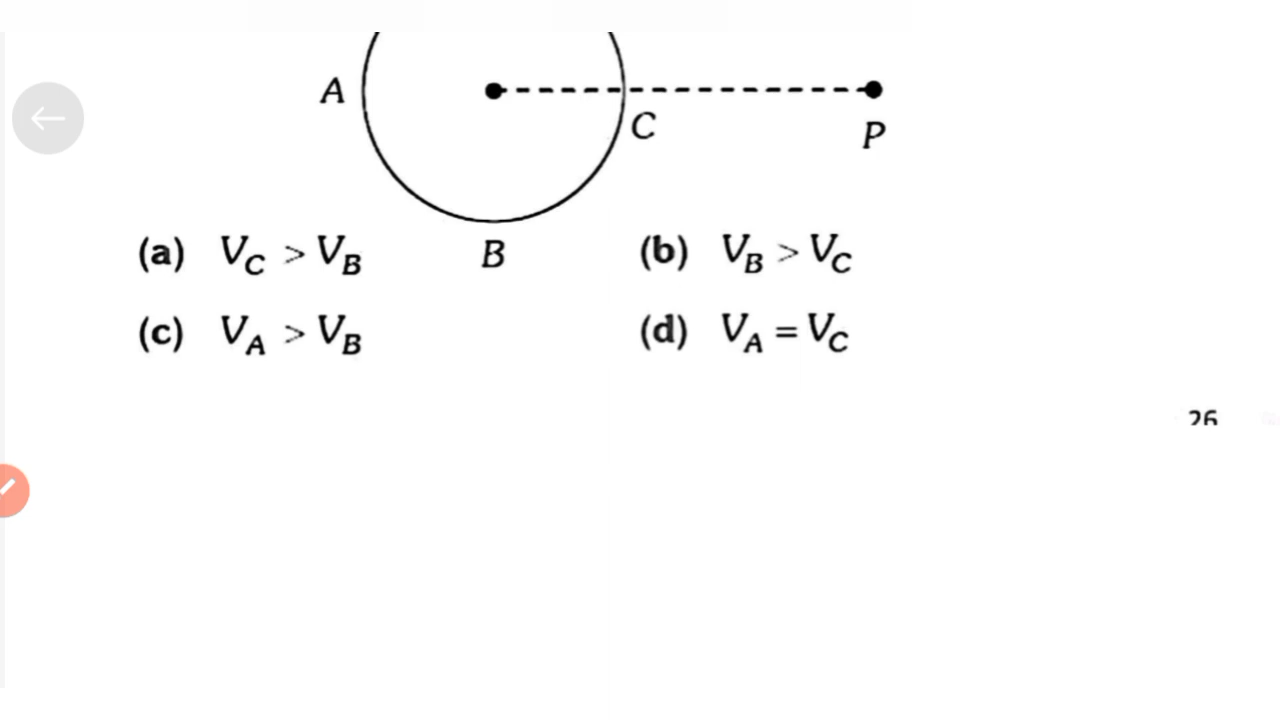 A
C
P
B
(a) V_C > V_B (b) V_B > V_C
(c) V_A > V_B (d) V_A = V_C
26